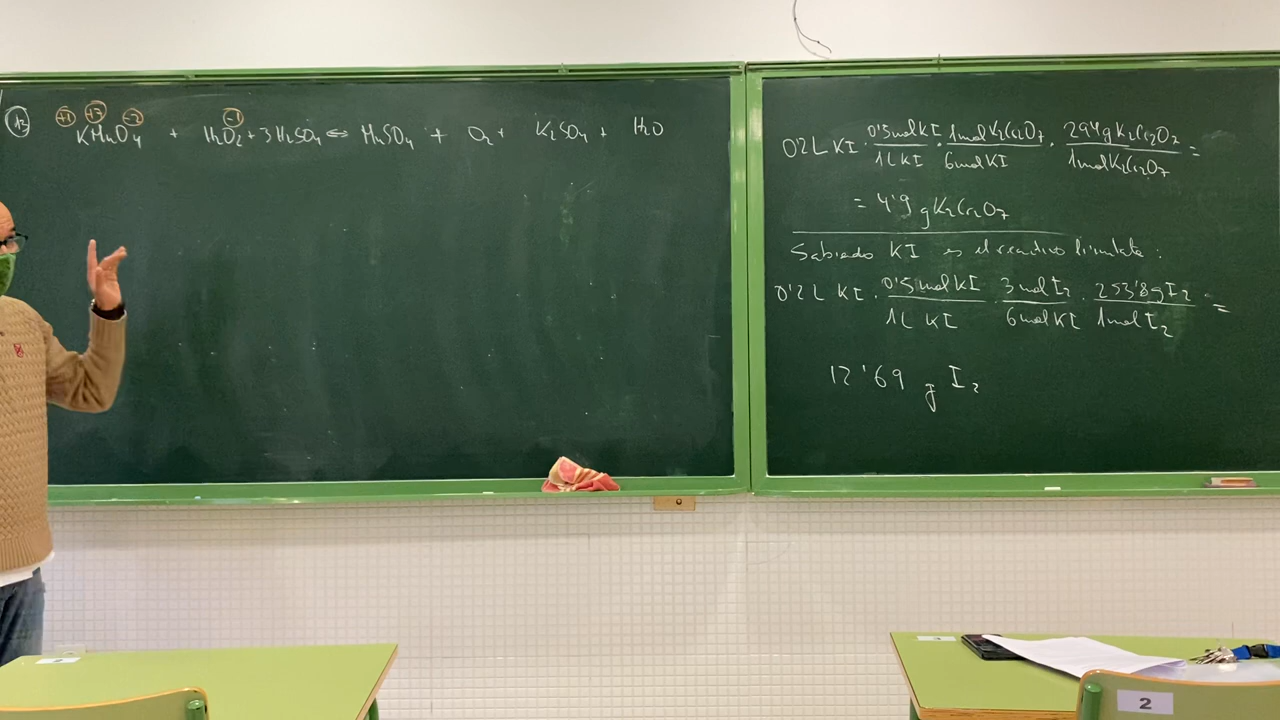 13
+1 +7 -2 -1
KMnO4 + H2O2 + 3H2SO4 ⇔ MnSO4 + O2 + K2SO4 + H2O
0'2 L KI · 0'5 mol KI / 1 L KI · 1 mol K2Cr2O7 / 6 mol KI · 294 g K2Cr2O7 / 1 mol K2Cr2O7 =
= 4'9 g K2Cr2O7
Sabiendo KI es el reactivo limitante :
0'2 L KI · 0'5 mol KI / 1 L KI · 3 mol I2 / 6 mol KI · 253'8 g I2 / 1 mol I2 =
12'69 g I2
2